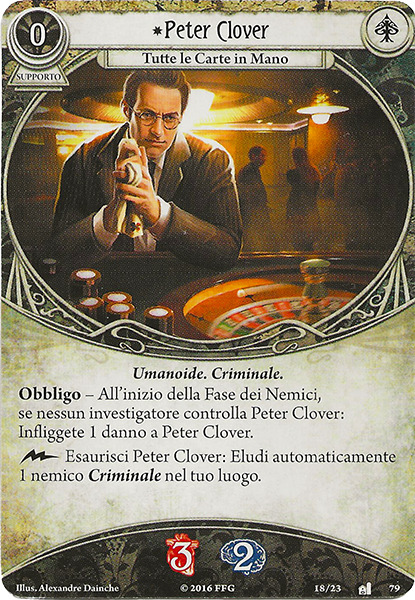 0
*Peter Clover
SUPPORTO
Tutte le Carte in Mano
Umanoide. Criminale.
Obbligo – All'inizio della Fase dei Nemici,
se nessun investigatore controlla Peter Clover:
Infliggete 1 danno a Peter Clover.
Esaurisci Peter Clover: Eludi automaticamente
1 nemico Criminale nel tuo luogo.
3 2
Illus. Alexandre Dainche © 2016 FFG 18/23 79